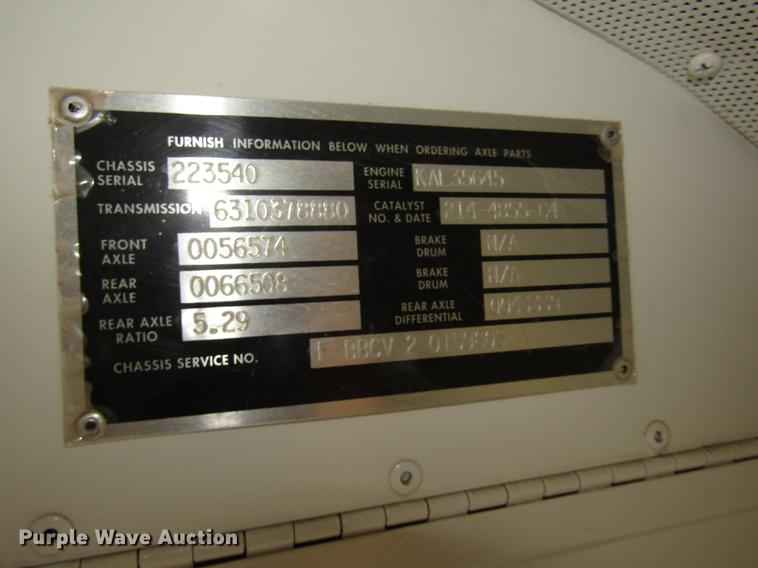 FURNISH INFORMATION BELOW WHEN ORDERING AXLE PARTS
CHASSIS SERIAL 223540 ENGINE SERIAL KAL35645
TRANSMISSION 6310378880 CATALYST NO. & DATE 214-4855-C4
FRONT AXLE 0056574 BRAKE DRUM N/A
REAR AXLE 0066508 BRAKE DRUM N/A
REAR AXLE RATIO 5.29 REAR AXLE DIFFERENTIAL
CHASSIS SERVICE NO. F BBCV 2
Purple Wave Auction